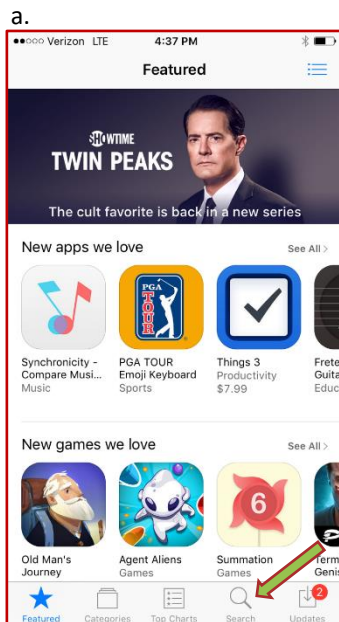 a.
Verizon LTE 4:37 PM
Featured
SHOWTIME
TWIN PEAKS
The cult favorite is back in a new series
New apps we love See All >
PGA
TOUR
Synchronicity - Compare Musi... Music
PGA TOUR Emoji Keyboard Sports
Things 3 Productivity $7.99
Frete Guita Educ
New games we love See All >
6
Old Man's Journey
Agent Aliens Games
Summation Games
Term Genis
2
Featured Categories Top Charts Search Updates